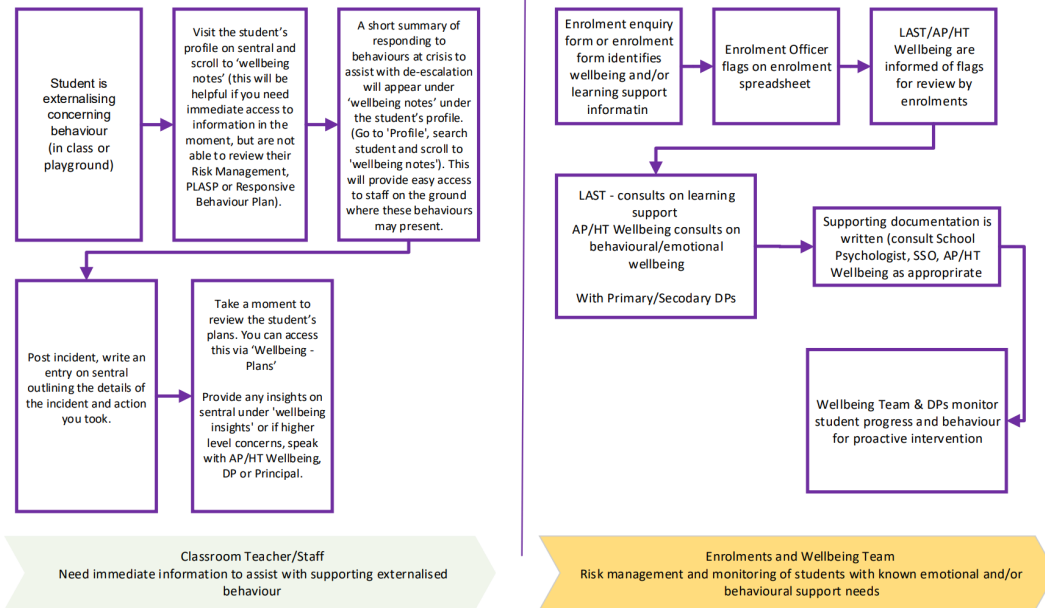 Student is
externalising
concerning
behaviour
(in class or
playground)
Visit the student's
profile on sentral and
scroll to 'wellbeing
notes' (this will be
helpful if you need
immediate access to
information in the
moment, but are not
able to review their
Risk Management,
PLASP or Responsive
Behaviour Plan).
A short summary of
responding to
behaviours at crisis to
assist with de-escalation
will appear under
'wellbeing notes' under
the student's profile.
(Go to 'Profile', search
student and scroll to
'wellbeing notes'). This
will provide easy access
to staff on the ground
where these behaviours
may present.
Post incident, write an
entry on sentral
outlining the details of
the incident and action
you took.
Take a moment to
review the student's
plans. You can access
this via 'Wellbeing -
Plans'
Provide any insights on
sentral under 'wellbeing
insights' or if higher
level concerns, speak
with AP/HT Wellbeing,
DP or Principal.
Classroom Teacher/Staff
Need immediate information to assist with supporting externalised
behaviour
Enrolment enquiry
form or enrolment
form identifies
wellbeing and/or
learning support
informatin
Enrolment Officer
flags on enrolment
spreadsheet
LAST/AP/HT
Wellbeing are
informed of flags
for review by
enrolments
LAST - consults on learning
support
AP/HT Wellbeing consults on
behavioural/emotional
wellbeing
With Primary/Secodary DPs
Supporting documentation is
written (consult School
Psychologist, SSO, AP/HT
Wellbeing as approprirate
Wellbeing Team & DPs monitor
student progress and behaviour
for proactive intervention
Enrolments and Wellbeing Team
Risk management and monitoring of students with known emotional and/or
behavioural support needs